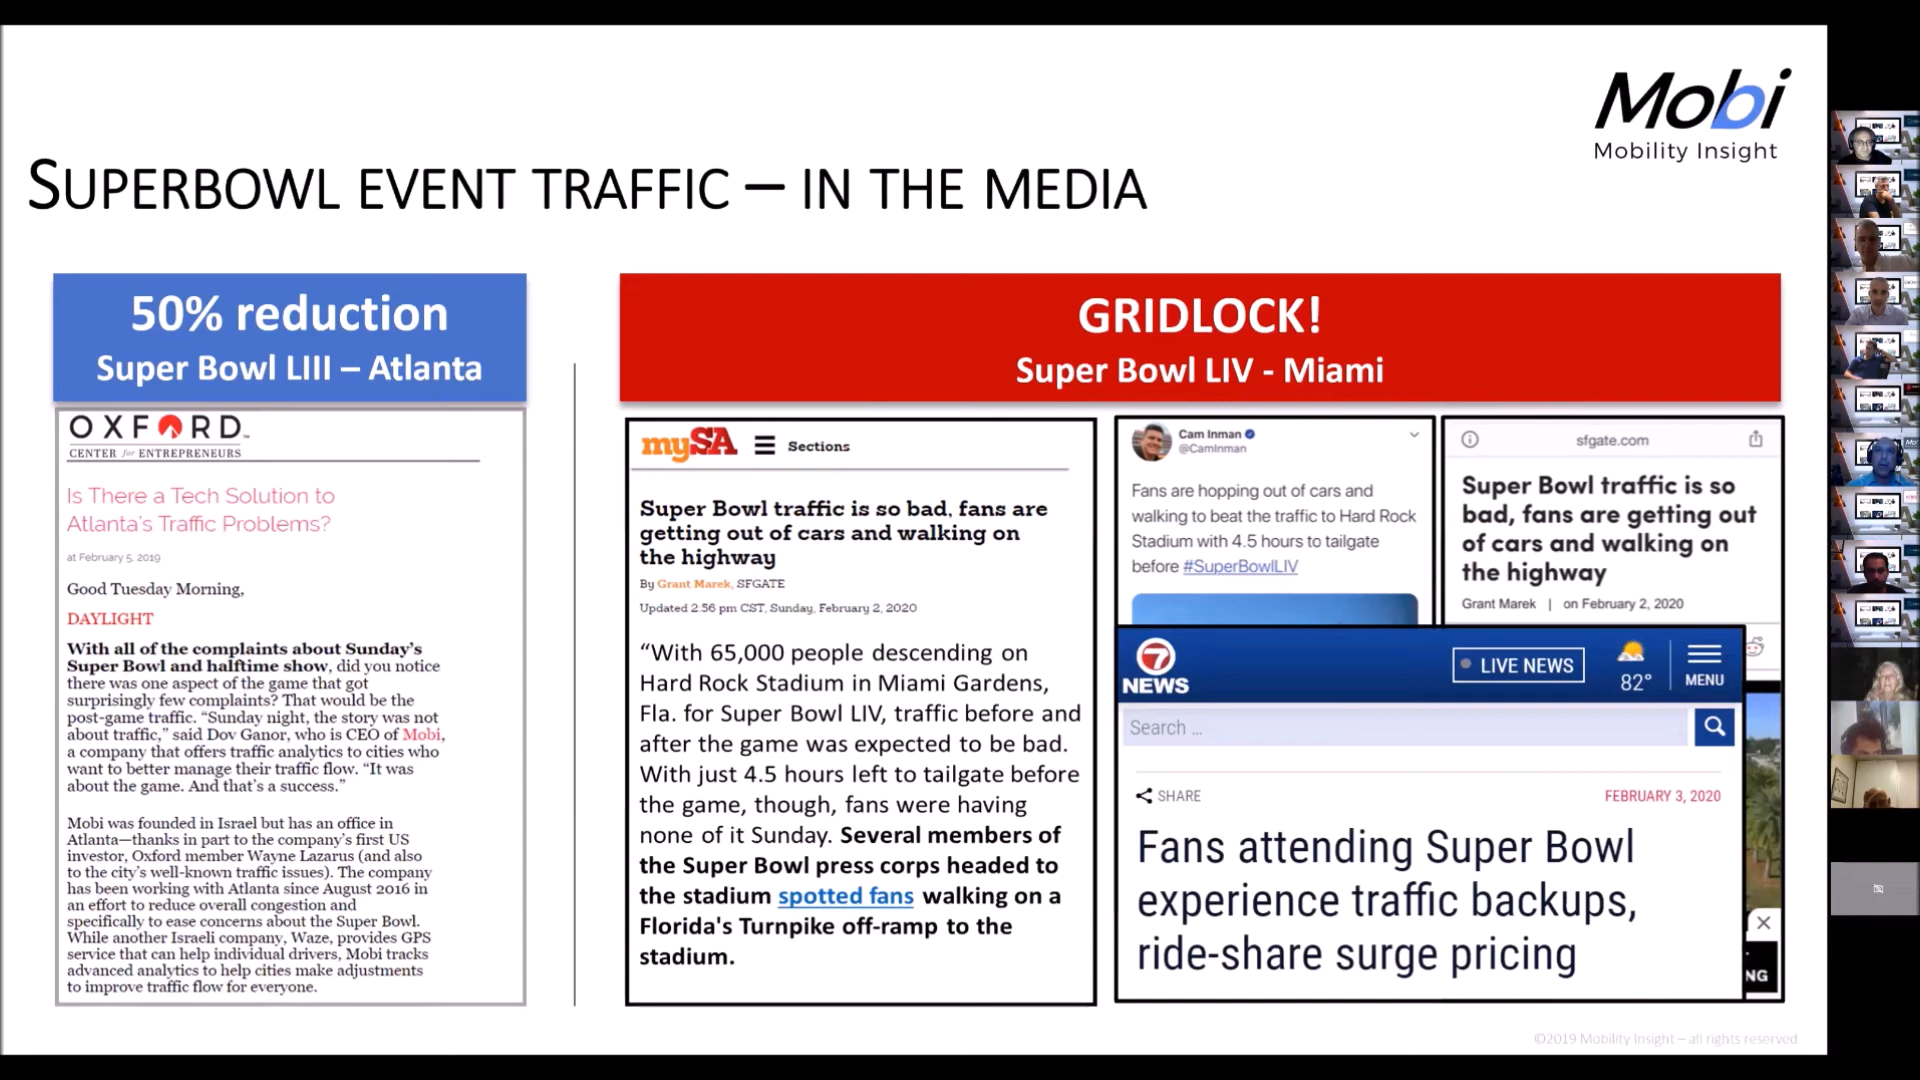 Mobi
Mobility Insight
SUPERBOWL EVENT TRAFFIC – IN THE MEDIA
50% reduction
Super Bowl LIII – Atlanta
OXFORD
CENTER for ENTREPRENEURS
Is There a Tech Solution to
Atlanta's Traffic Problems?
at February 5, 2019
Good Tuesday Morning,
DAYLIGHT
With all of the complaints about Sunday's
Super Bowl and halftime show, did you notice
there was one aspect of the game that got
surprisingly few complaints? That would be the
post-game traffic. “Sunday night, the story was not
about traffic,” said Dov Ganor, who is CEO of Mobi,
a company that offers traffic analytics to cities who
want to better manage their traffic flow. “It was
about the game. And that's a success.”
Mobi was founded in Israel but has an office in
Atlanta—thanks in part to the company's first US
investor, Oxford member Wayne Lazarus (and also
to the city's well-known traffic issues). The company
has been working with Atlanta since August 2016 in
an effort to reduce overall congestion and
specifically to ease concerns about the Super Bowl.
While another Israeli company, Waze, provides GPS
service that can help individual drivers, Mobi tracks
advanced analytics to help cities make adjustments
to improve traffic flow for everyone.
GRIDLOCK!
Super Bowl LIV - Miami
mySA Sections
Super Bowl traffic is so bad, fans are
getting out of cars and walking on
the highway
By Grant Marek, SFGATE
Updated 2:56 pm CST, Sunday, February 2, 2020
“With 65,000 people descending on
Hard Rock Stadium in Miami Gardens,
Fla. for Super Bowl LIV, traffic before and
after the game was expected to be bad.
With just 4.5 hours left to tailgate before
the game, though, fans were having
none of it Sunday. Several members of
the Super Bowl press corps headed to
the stadium spotted fans walking on a
Florida's Turnpike off-ramp to the
stadium.
Cam Inman
@CamInman
Fans are hopping out of cars and
walking to beat the traffic to Hard Rock
Stadium with 4.5 hours to tailgate
before #SuperBowlLIV
sfgate.com
Super Bowl traffic is so
bad, fans are getting out
of cars and walking on
the highway
Grant Marek | on February 2, 2020
7
NEWS
LIVE NEWS
82°
MENU
Search ...
SHARE
FEBRUARY 3, 2020
Fans attending Super Bowl
experience traffic backups,
ride-share surge pricing
NG
©2019 Mobility Insight – all rights reserved